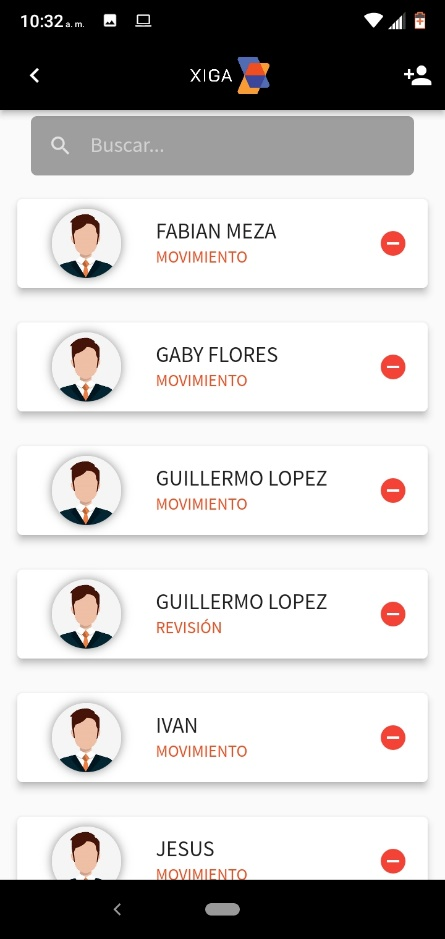 10:32 a. m.
XIGA
Buscar...
FABIAN MEZA
MOVIMIENTO
GABY FLORES
MOVIMIENTO
GUILLERMO LOPEZ
MOVIMIENTO
GUILLERMO LOPEZ
REVISIÓN
IVAN
MOVIMIENTO
JESUS
MOVIMIENTO